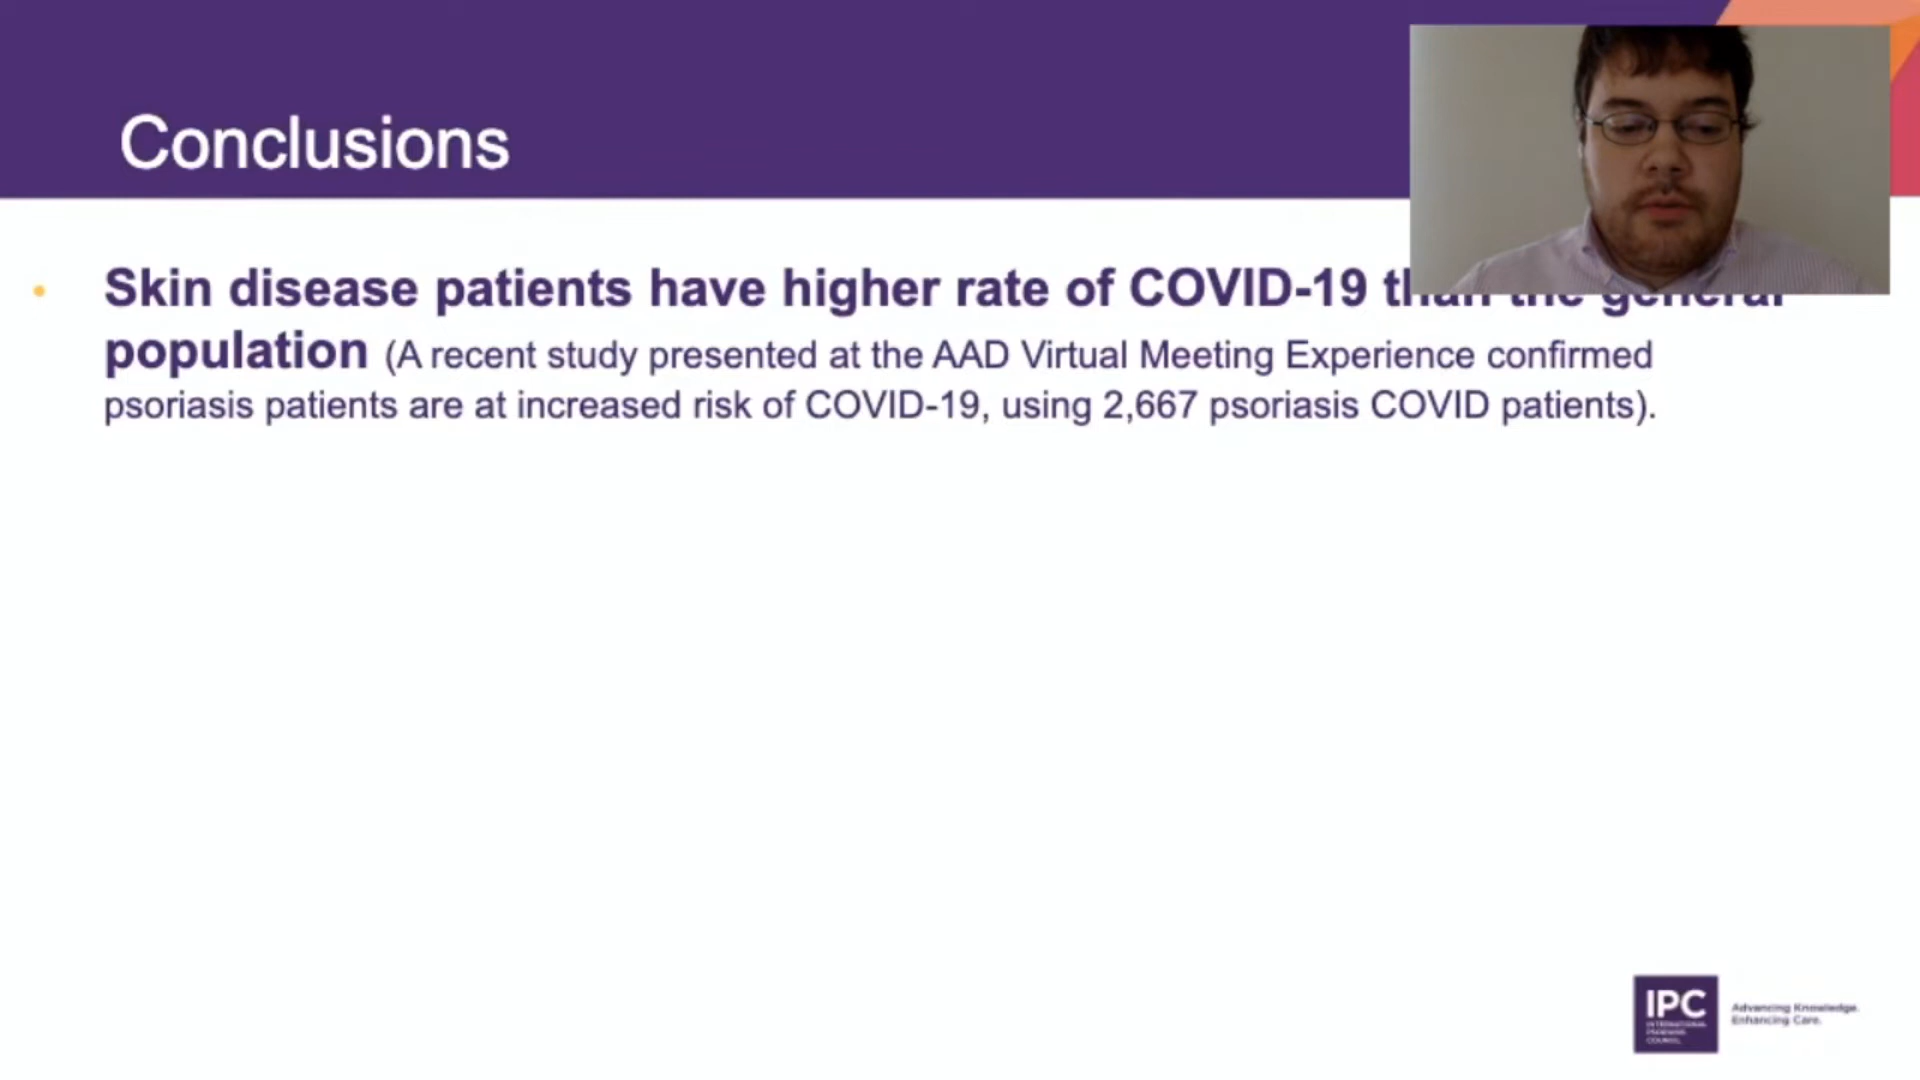 Conclusions
• Skin disease patients have higher rate of COVID-19 than the general
population (A recent study presented at the AAD Virtual Meeting Experience confirmed
psoriasis patients are at increased risk of COVID-19, using 2,667 psoriasis COVID patients).
IPC
INTERNATIONAL
PSORIASIS
COUNCIL
Advancing Knowledge.
Enhancing Care.